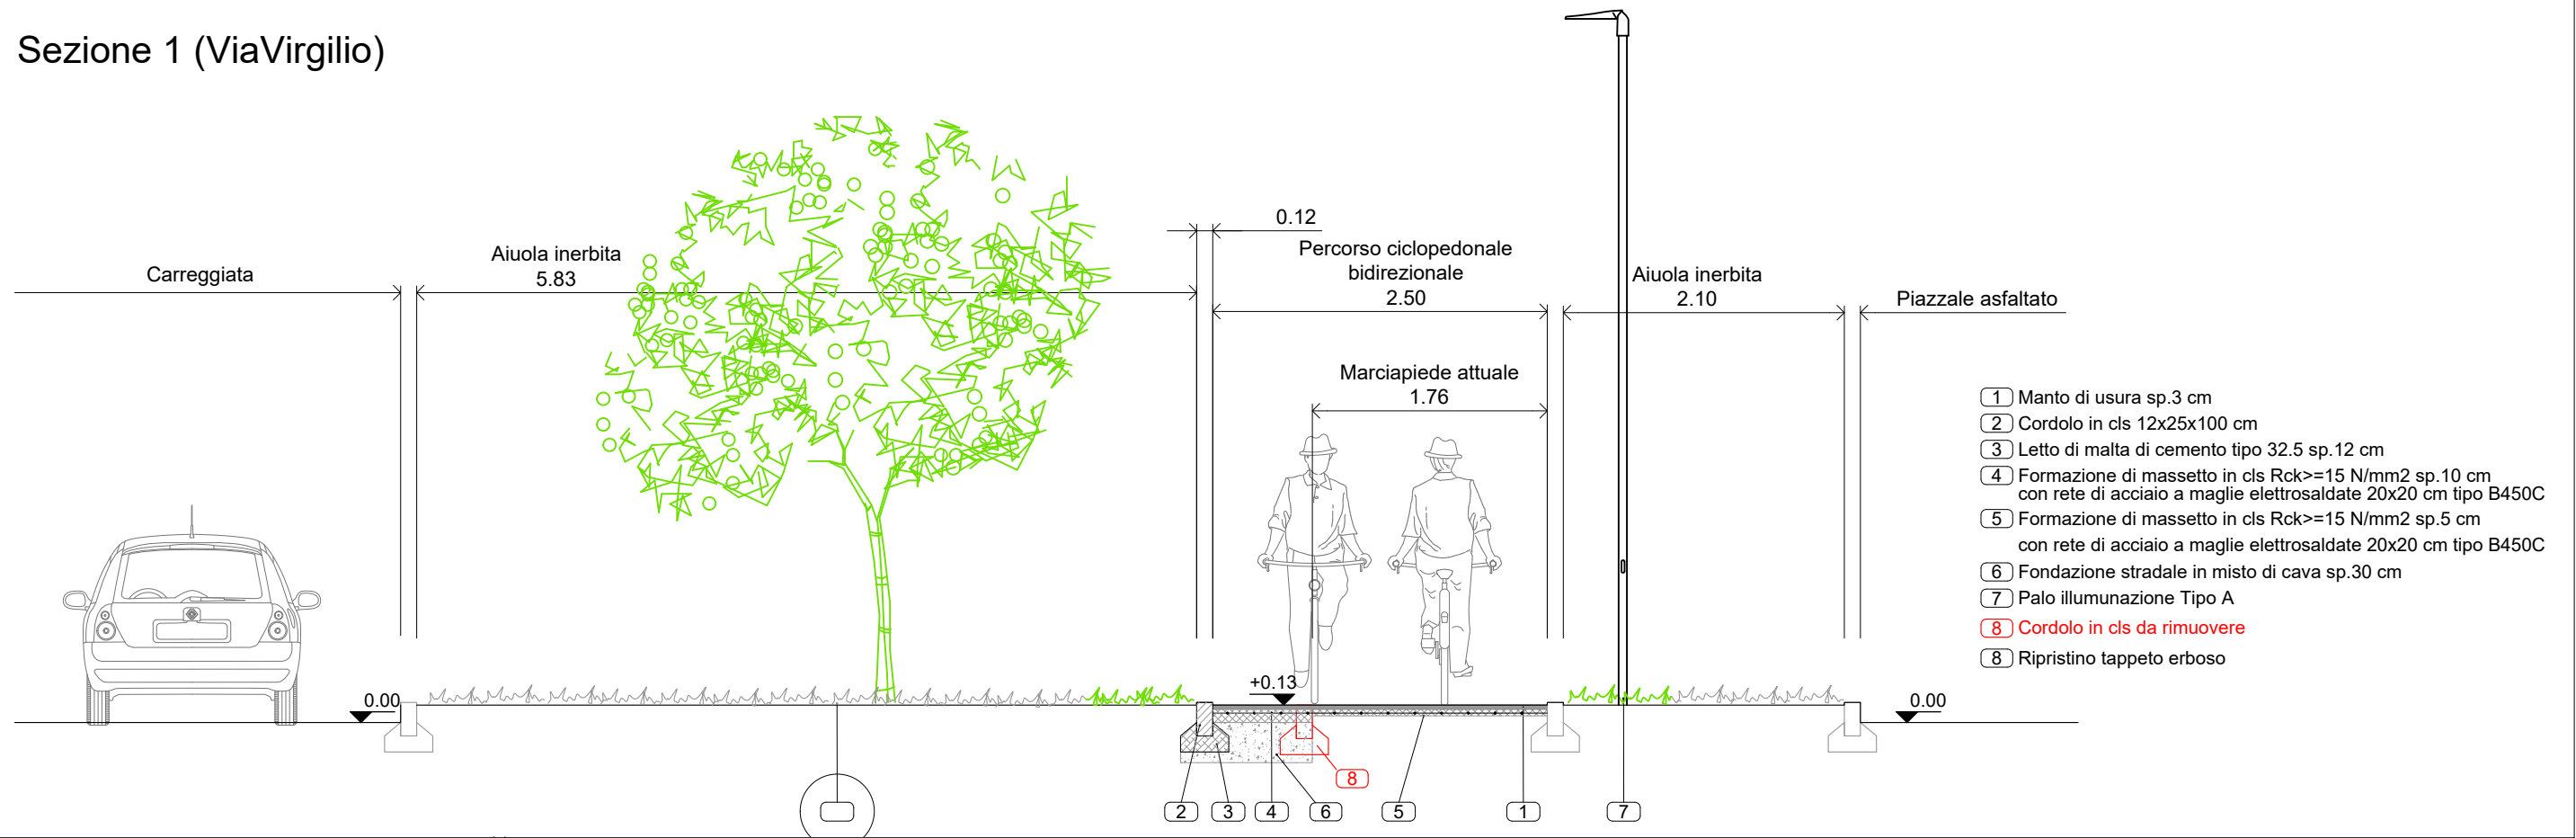 Sezione 1 (ViaVirgilio)
0.12
Carreggiata
Aiuola inerbita
5.83
Percorso ciclopedonale
bidirezionale
2.50
Aiuola inerbita
2.10
Piazzale asfaltato
Marciapiede attuale
1.76
1 Manto di usura sp.3 cm
2 Cordolo in cls 12x25x100 cm
3 Letto di malta di cemento tipo 32.5 sp.12 cm
4 Formazione di massetto in cls Rck>=15 N/mm2 sp.10 cm
con rete di acciaio a maglie elettrosaldate 20x20 cm tipo B450C
5 Formazione di massetto in cls Rck>=15 N/mm2 sp.5 cm
con rete di acciaio a maglie elettrosaldate 20x20 cm tipo B450C
6 Fondazione stradale in misto di cava sp.30 cm
7 Palo illumunazione Tipo A
8 Cordolo in cls da rimuovere
8 Ripristino tappeto erboso
0.00
+0.13
0.00
8
2
3
4
6
5
1
7